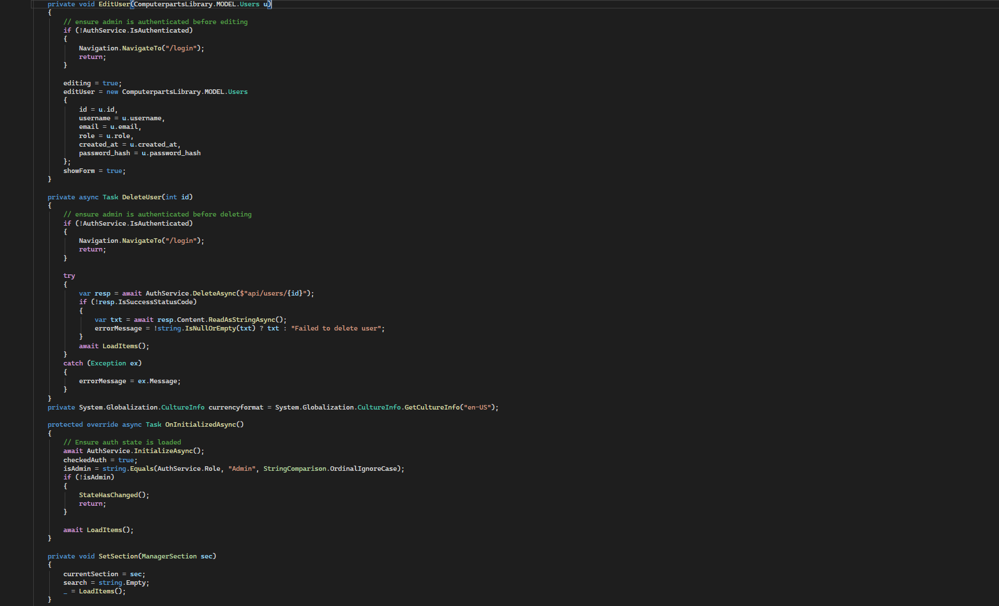 private void EditUser(ComputerpartsLibrary.MODEL.Users u)
{
// ensure admin is authenticated before editing
if (!AuthService.IsAuthenticated)
{
Navigation.NavigateTo("/login");
return;
}
editing = true;
editUser = new ComputerpartsLibrary.MODEL.Users
{
id = u.id,
username = u.username,
email = u.email,
role = u.role,
created_at = u.created_at,
password_hash = u.password_hash
};
showForm = true;
}
private async Task DeleteUser(int id)
{
// ensure admin is authenticated before deleting
if (!AuthService.IsAuthenticated)
{
Navigation.NavigateTo("/login");
return;
}
try
{
var resp = await AuthService.DeleteAsync($"api/users/{id}");
if (!resp.IsSuccessStatusCode)
{
var txt = await resp.Content.ReadAsStringAsync();
errorMessage = !string.IsNullOrEmpty(txt) ? txt : "Failed to delete user";
}
await LoadItems();
}
catch (Exception ex)
{
errorMessage = ex.Message;
}
}
private System.Globalization.CultureInfo currencyformat = System.Globalization.CultureInfo.GetCultureInfo("en-US");
protected override async Task OnInitializedAsync()
{
// Ensure auth state is loaded
await AuthService.InitializeAsync();
checkedAuth = true;
isAdmin = string.Equals(AuthService.Role, "Admin", StringComparison.OrdinalIgnoreCase);
if (!isAdmin)
{
StateHasChanged();
return;
}
await LoadItems();
}
private void SetSection(ManagerSection sec)
{
currentSection = sec;
search = string.Empty;
_ = LoadItems();
}